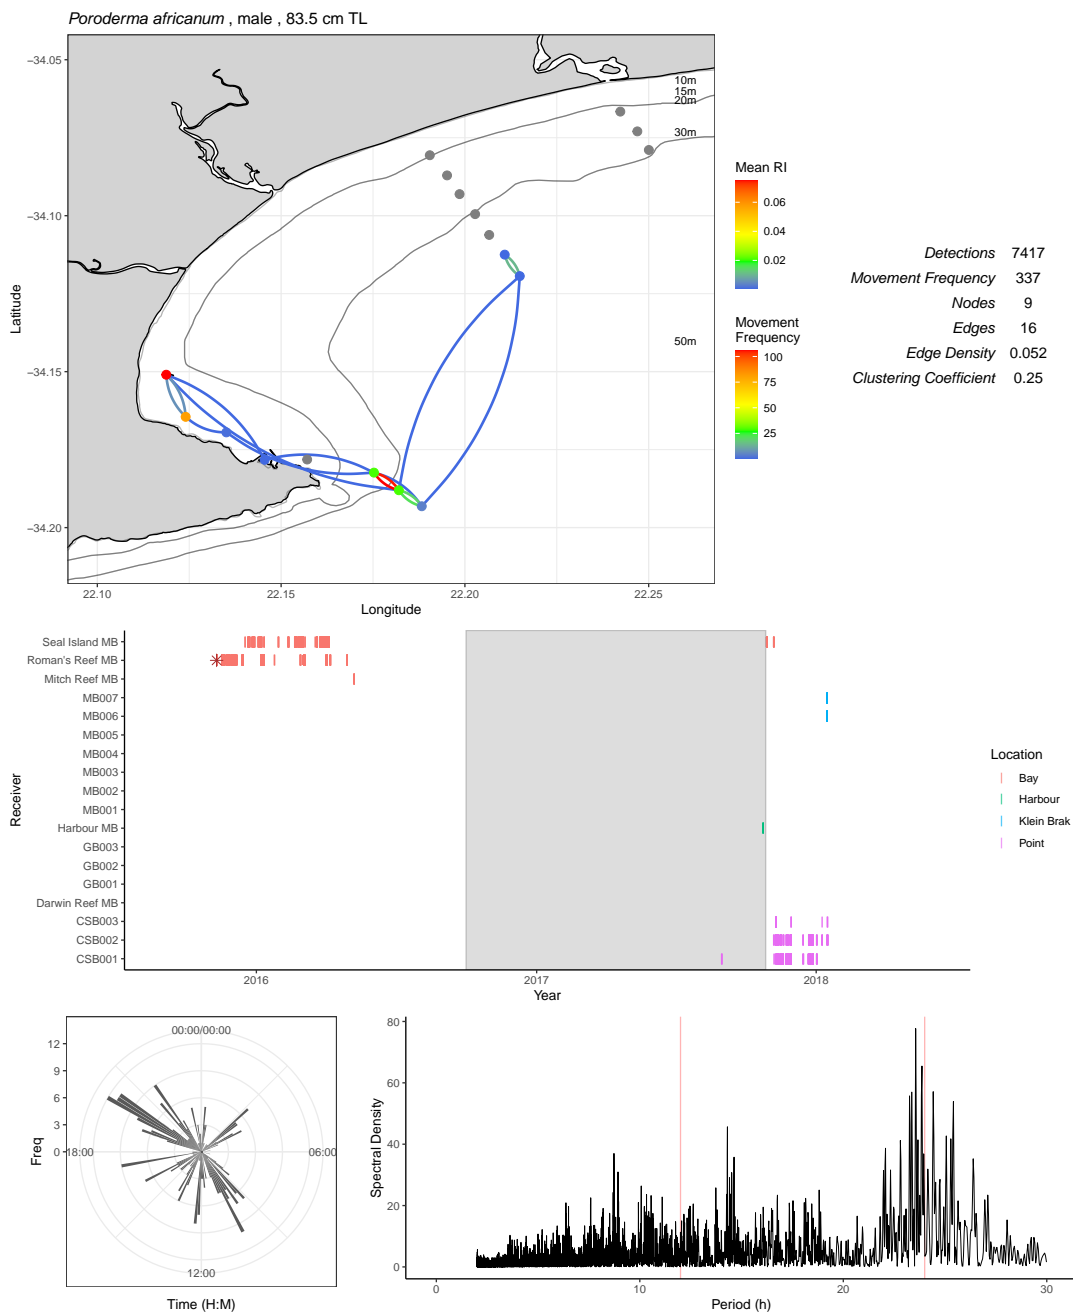 Poroderma africanum , male , 83.5 cm TL
−34.05
−34.10
−34.15
−34.20
Latitude
10m
15m
20m
30m
50m
22.10
22.15
22.20
22.25
Longitude
Mean RI
0.06
0.04
0.02
Movement
Frequency
100
75
50
25
Detections 7417
Movement Frequency 337
Nodes 9
Edges 16
Edge Density 0.052
Clustering Coefficient 0.25
Receiver
Seal Island MB
Roman's Reef MB
Mitch Reef MB
MB007
MB006
MB005
MB004
MB003
MB002
MB001
Harbour MB
GB003
GB002
GB001
Darwin Reef MB
CSB003
CSB002
CSB001
2016
2017
2018
Year
Location
Bay
Harbour
Klein Brak
Point
Freq
12
9
6
3
0
00:00/00:00
06:00
12:00
18:00
Time (H:M)
Spectral Density
80
60
40
20
0
0
10
20
30
Period (h)